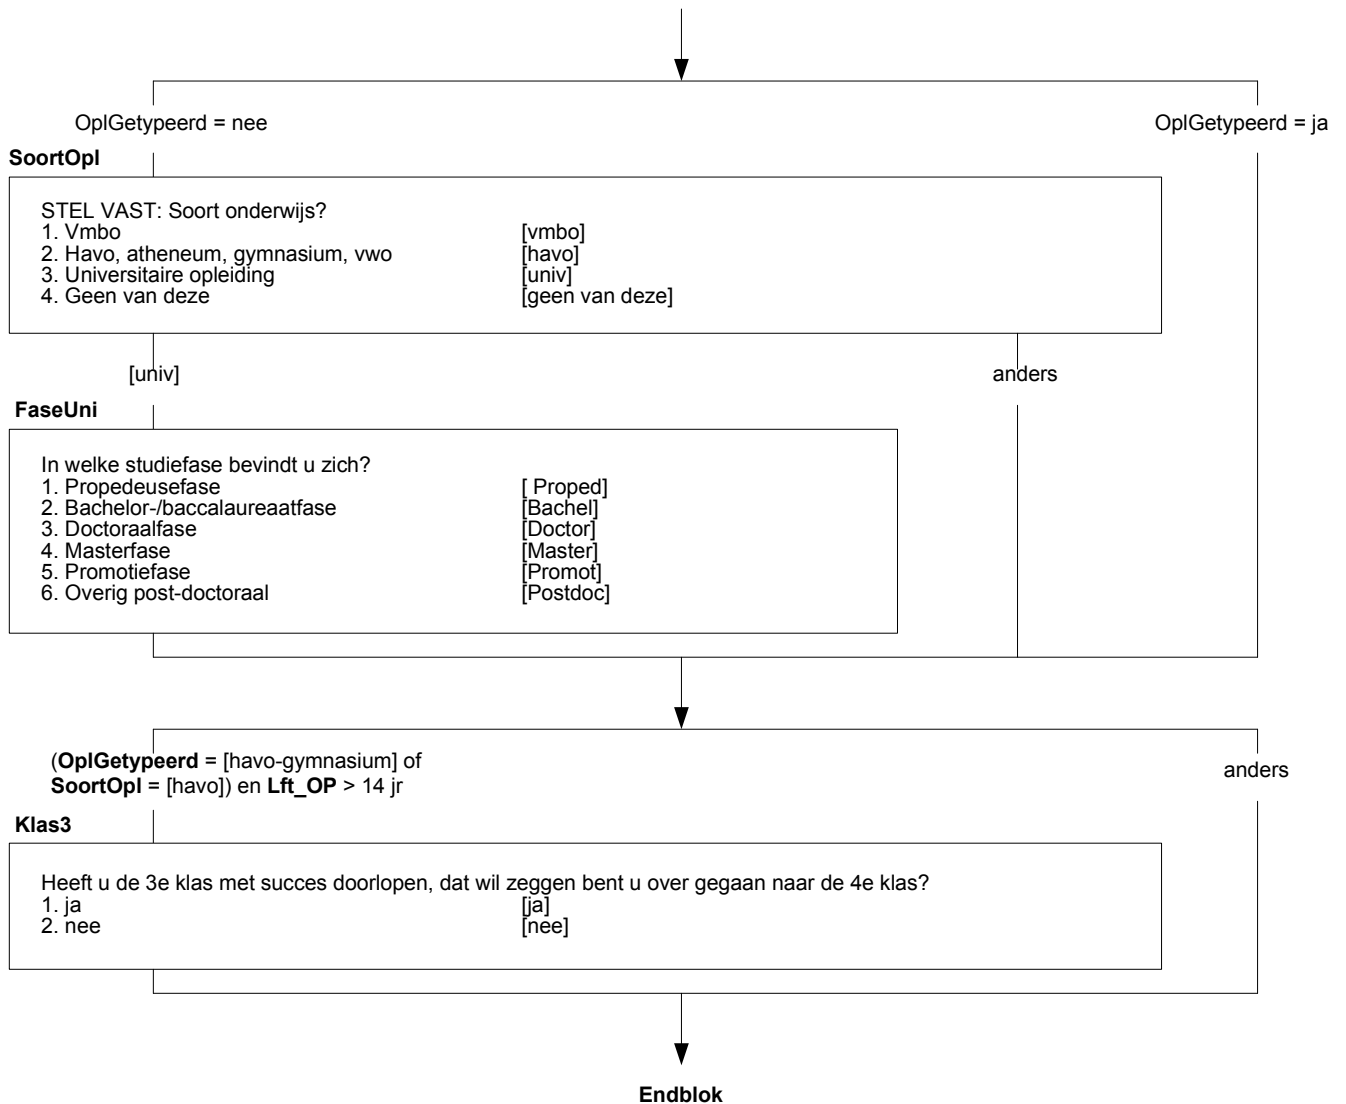 OplGetypeerd = nee
OplGetypeerd = ja
SoortOpl
STEL VAST: Soort onderwijs?
1. Vmbo [vmbo]
2. Havo, atheneum, gymnasium, vwo [havo]
3. Universitaire opleiding [univ]
4. Geen van deze [geen van deze]
[univ]
anders
FaseUni
In welke studiefase bevindt u zich?
1. Propedeusefase [ Proped]
2. Bachelor-/baccalaureaatfase [Bachel]
3. Doctoraalfase [Doctor]
4. Masterfase [Master]
5. Promotiefase [Promot]
6. Overig post-doctoraal [Postdoc]
(OplGetypeerd = [havo-gymnasium] of
SoortOpl = [havo]) en Lft_OP > 14 jr
anders
Klas3
Heeft u de 3e klas met succes doorlopen, dat wil zeggen bent u over gegaan naar de 4e klas?
1. ja [ja]
2. nee [nee]
Endblok